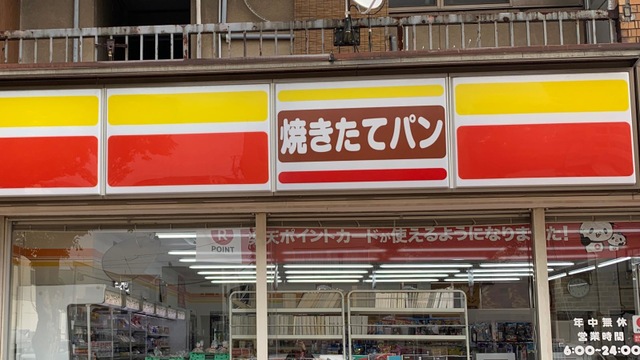 焼きたてパン
R
POINT
天ポイントカードが使えるようになりました!
年中無休
営業時間
6:00~24:00